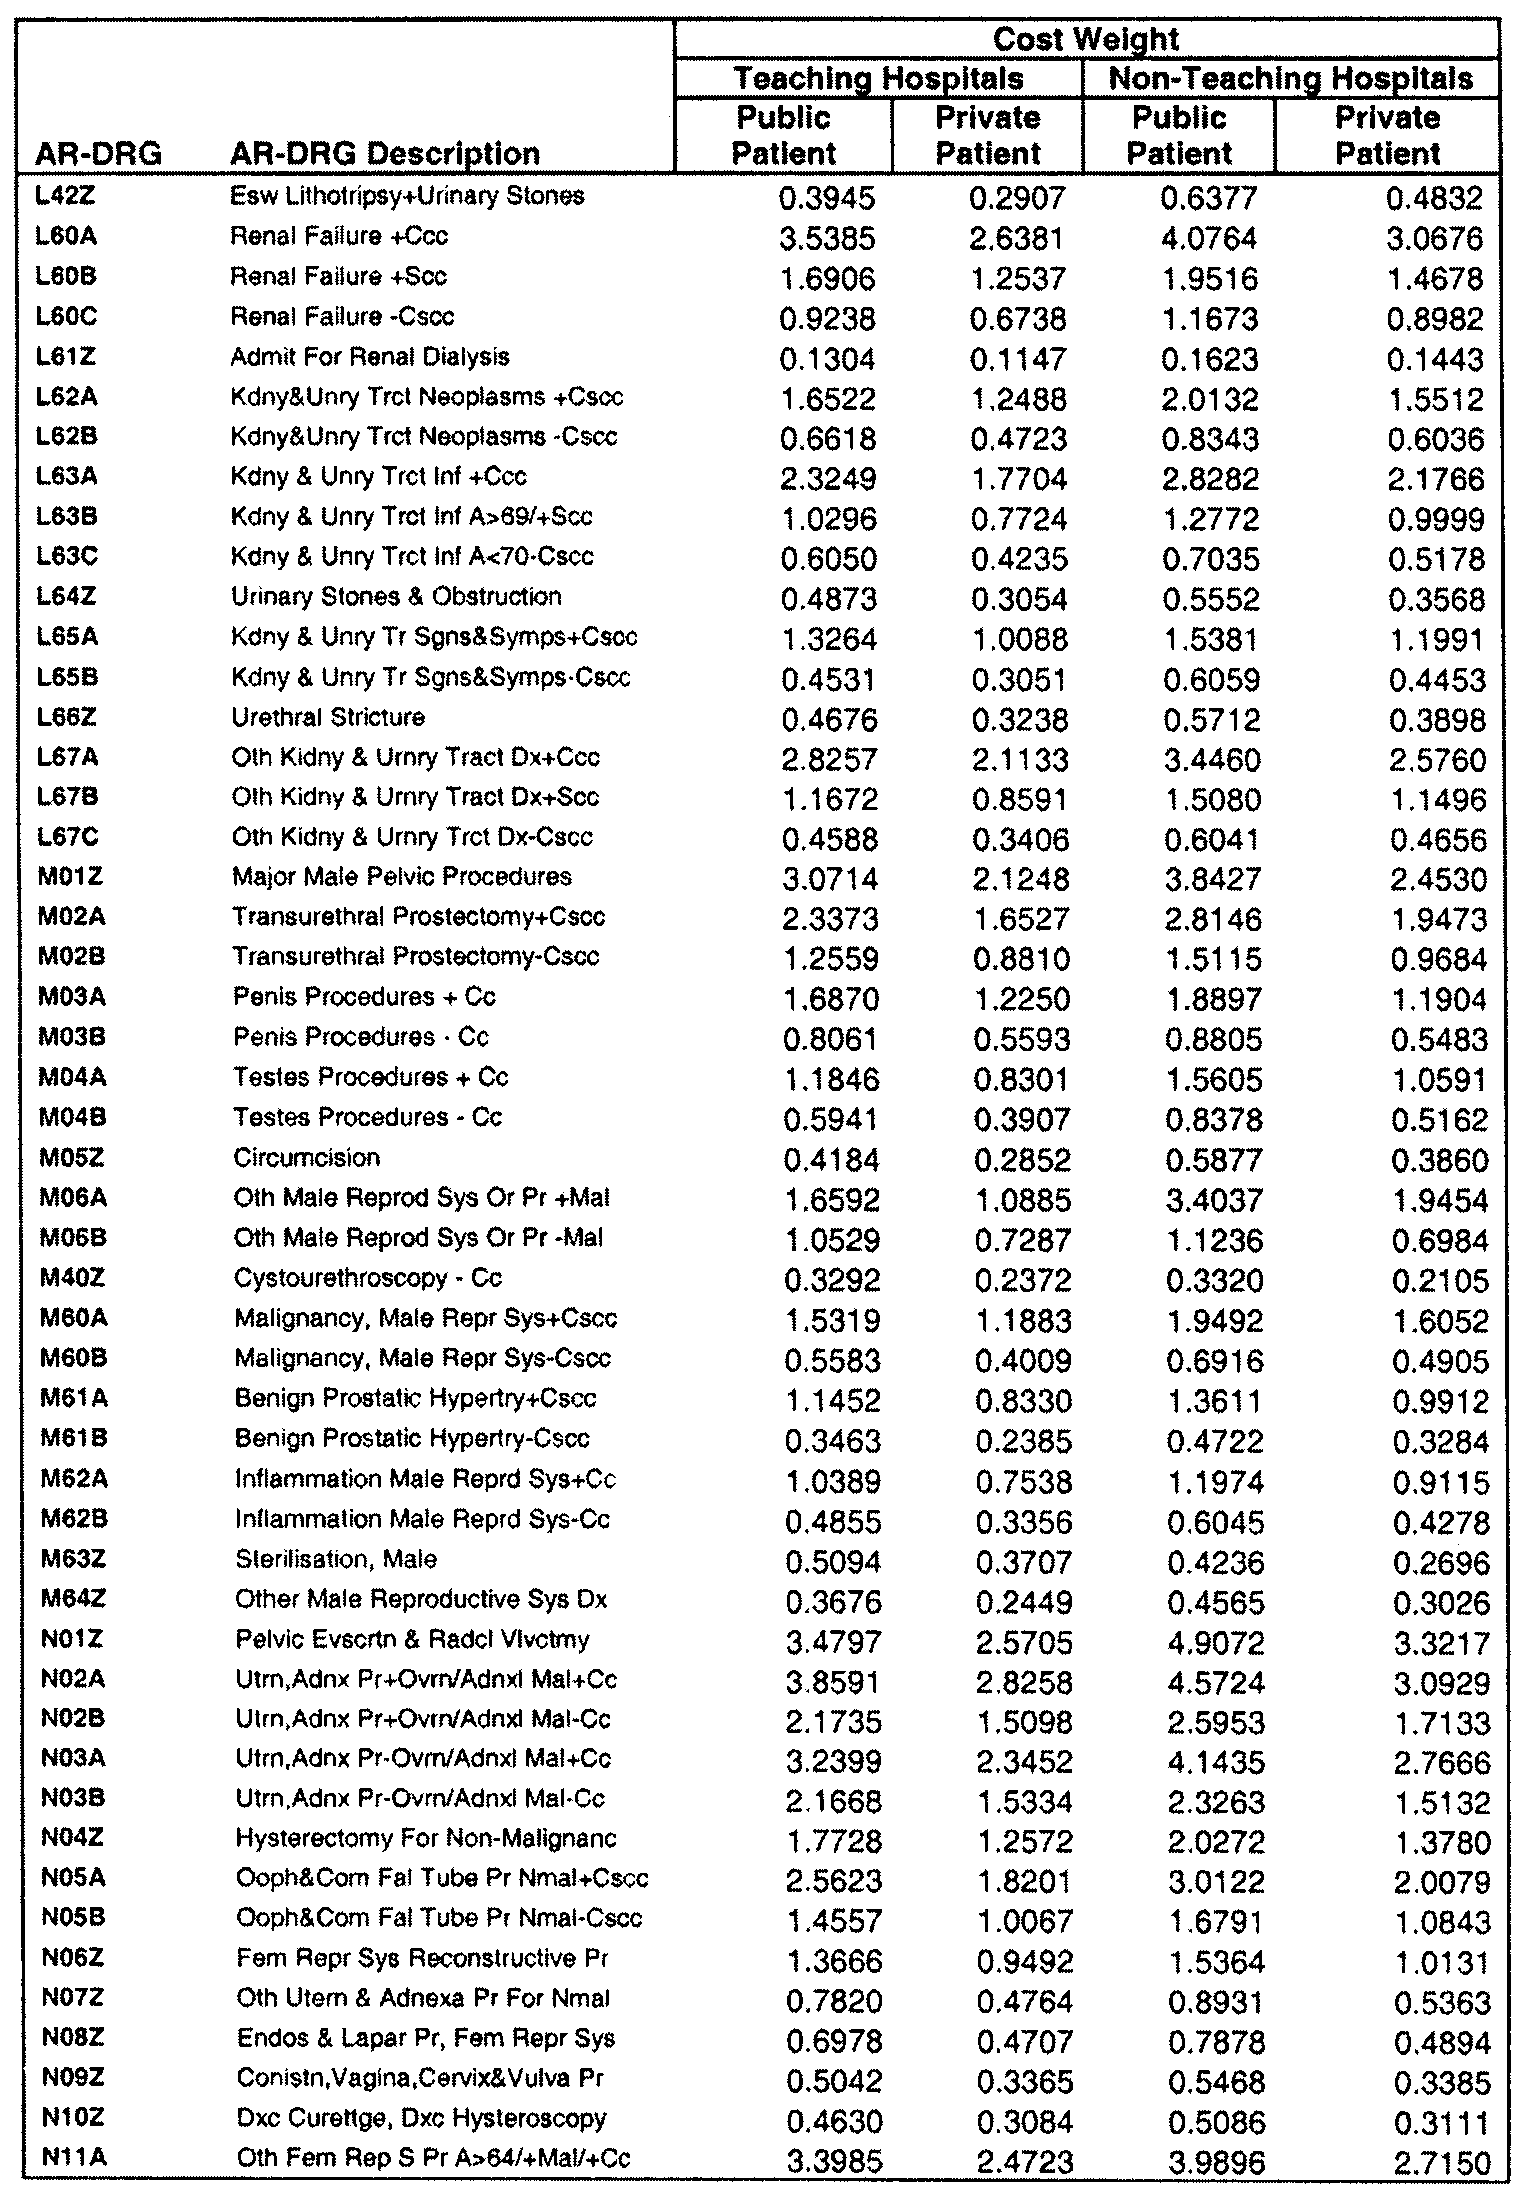 Cost Weight
Teaching Hospitals Non-Teaching Hospitals
Public Private Public Private
AR-DRG AR-DRG Description Patient Patient Patient Patient
L42Z Esw Lithotripsy+Urinary Stones 0.3945 0.2907 0.6377 0.4832
L60A Renal Failure +Ccc 3.5385 2.6381 4.0764 3.0676
L60B Renal Failure +Scc 1.6906 1.2537 1.9516 1.4678
L60C Renal Failure -Cscc 0.9238 0.6738 1.1673 0.8982
L61Z Admit For Renal Dialysis 0.1304 0.1147 0.1623 0.1443
L62A Kdny&Unry Trct Neoplasms +Cscc 1.6522 1.2488 2.0132 1.5512
L62B Kdny&Unry Trct Neoplasms -Cscc 0.6618 0.4723 0.8343 0.6036
L63A Kdny & Unry Trct Inf +Ccc 2.3249 1.7704 2.8282 2.1766
L63B Kdny & Unry Trct Inf A>69/+Scc 1.0296 0.7724 1.2772 0.9999
L63C Kdny & Unry Trct Inf A<70-Cscc 0.6050 0.4235 0.7035 0.5178
L64Z Urinary Stones & Obstruction 0.4873 0.3054 0.5552 0.3568
L65A Kdny & Unry Tr Sgns&Symps+Cscc 1.3264 1.0088 1.5381 1.1991
L65B Kdny & Unry Tr Sgns&Symps-Cscc 0.4531 0.3051 0.6059 0.4453
L66Z Urethral Stricture 0.4676 0.3238 0.5712 0.3898
L67A Oth Kidny & Urnry Tract Dx+Ccc 2.8257 2.1133 3.4460 2.5760
L67B Oth Kidny & Urnry Tract Dx+Scc 1.1672 0.8591 1.5080 1.1496
L67C Oth Kidny & Urnry Trct Dx-Cscc 0.4588 0.3406 0.6041 0.4656
M01Z Major Male Pelvic Procedures 3.0714 2.1248 3.8427 2.4530
M02A Transurethral Prostectomy+Cscc 2.3373 1.6527 2.8146 1.9473
M02B Transurethral Prostectomy-Cscc 1.2559 0.8810 1.5115 0.9684
M03A Penis Procedures + Cc 1.6870 1.2250 1.8897 1.1904
M03B Penis Procedures - Cc 0.8061 0.5593 0.8805 0.5483
M04A Testes Procedures + Cc 1.1846 0.8301 1.5605 1.0591
M04B Testes Procedures - Cc 0.5941 0.3907 0.8378 0.5162
M05Z Circumcision 0.4184 0.2852 0.5877 0.3860
M06A Oth Male Reprod Sys Or Pr +Mal 1.6592 1.0885 3.4037 1.9454
M06B Oth Male Reprod Sys Or Pr -Mal 1.0529 0.7287 1.1236 0.6984
M40Z Cystourethroscopy - Cc 0.3292 0.2372 0.3320 0.2105
M60A Malignancy, Male Repr Sys+Cscc 1.5319 1.1883 1.9492 1.6052
M60B Malignancy, Male Repr Sys-Cscc 0.5583 0.4009 0.6916 0.4905
M61A Benign Prostatic Hypertry+Cscc 1.1452 0.8330 1.3611 0.9912
M61B Benign Prostatic Hypertry-Cscc 0.3463 0.2385 0.4722 0.3284
M62A Inflammation Male Reprd Sys+Cc 1.0389 0.7538 1.1974 0.9115
M62B Inflammation Male Reprd Sys-Cc 0.4855 0.3356 0.6045 0.4278
M63Z Sterilisation, Male 0.5094 0.3707 0.4236 0.2696
M64Z Other Male Reproductive Sys Dx 0.3676 0.2449 0.4565 0.3026
N01Z Pelvic Evscrtn & Radcl Vlvctmy 3.4797 2.5705 4.9072 3.3217
N02A Utrn,Adnx Pr+Ovrn/Adnxl Mal+Cc 3.8591 2.8258 4.5724 3.0929
N02B Utrn,Adnx Pr+Ovrn/Adnxl Mal-Cc 2.1735 1.5098 2.5953 1.7133
N03A Utrn,Adnx Pr-Ovrn/Adnxl Mal+Cc 3.2399 2.3452 4.1435 2.7666
N03B Utrn,Adnx Pr-Ovrn/Adnxl Mal-Cc 2.1668 1.5334 2.3263 1.5132
N04Z Hysterectomy For Non-Malignanc 1.7728 1.2572 2.0272 1.3780
N05A Ooph&Com Fal Tube Pr Nmal+Cscc 2.5623 1.8201 3.0122 2.0079
N05B Ooph&Com Fal Tube Pr Nmal-Cscc 1.4557 1.0067 1.6791 1.0843
N06Z Fem Repr Sys Reconstructive Pr 1.3666 0.9492 1.5364 1.0131
N07Z Oth Utern & Adnexa Pr For Nmal 0.7820 0.4764 0.8931 0.5363
N08Z Endos & Lapar Pr, Fem Repr Sys 0.6978 0.4707 0.7878 0.4894
N09Z Conistn,Vagina,Cervix&Vulva Pr 0.5042 0.3365 0.5468 0.3385
N10Z Dxc Curettge, Dxc Hysteroscopy 0.4630 0.3084 0.5086 0.3111
N11A Oth Fem Rep S Pr A>64/+Mal/+Cc 3.3985 2.4723 3.9896 2.7150